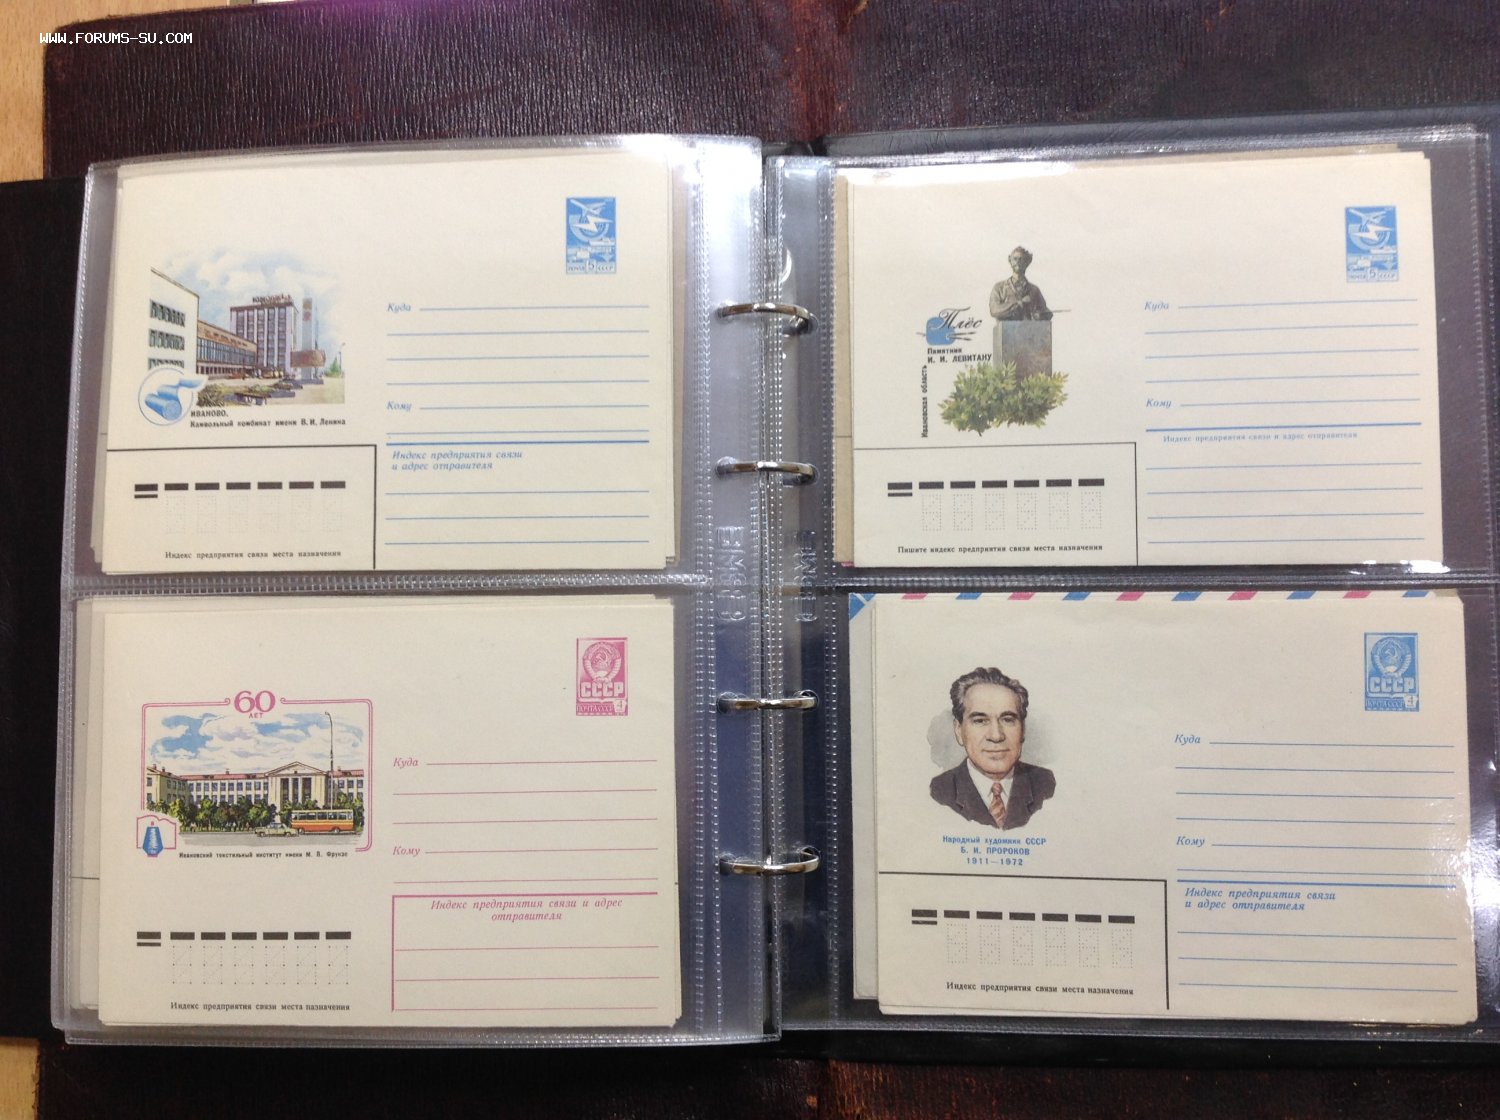 WWW.FORUMS-SU.COM
ПОЧТА 5 СССР
Куда
Кому
ИВАНОВО.
Камвольный комбинат имени В. И. Ленина
Индекс предприятия связи
и адрес отправителя
Индекс предприятия связи места назначения
ПОЧТА 5 СССР
Плёс
Памятник
И. И. ЛЕВИТАНУ
Ивановская область
Куда
Кому
Индекс предприятия связи и адрес отправителя
Пишите индекс предприятия связи места назначения
СССР
ПОЧТА СССР 4
60
ЛЕТ
Ивановский текстильный институт имени М. В. Фрунзе
Куда
Кому
Индекс предприятия связи и адрес
отправителя
Индекс предприятия связи места назначения
СССР
ПОЧТА СССР 4
Народный художник СССР
Б. И. ПРОРОКОВ
1911—1972
Куда
Кому
Индекс предприятия связи
и адрес отправителя
Индекс предприятия связи места назначения